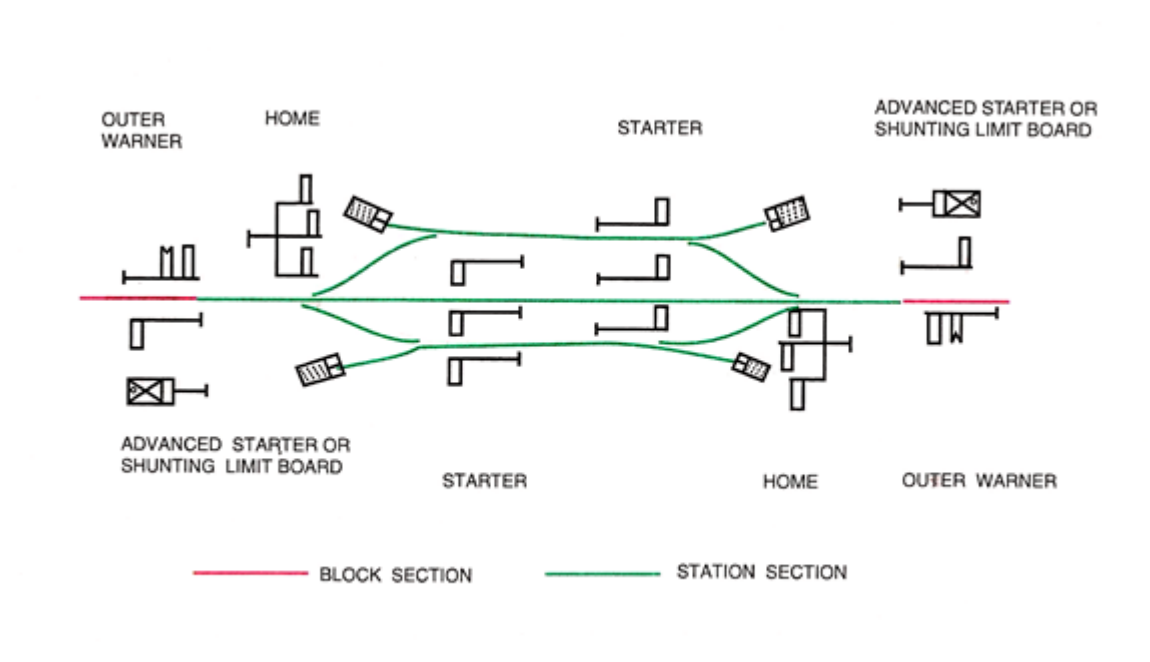 OUTER
WARNER
HOME
STARTER
ADVANCED STARTER OR
SHUNTING LIMIT BOARD
ADVANCED STARTER OR
SHUNTING LIMIT BOARD
STARTER
HOME
OUTER WARNER
BLOCK SECTION
STATION SECTION